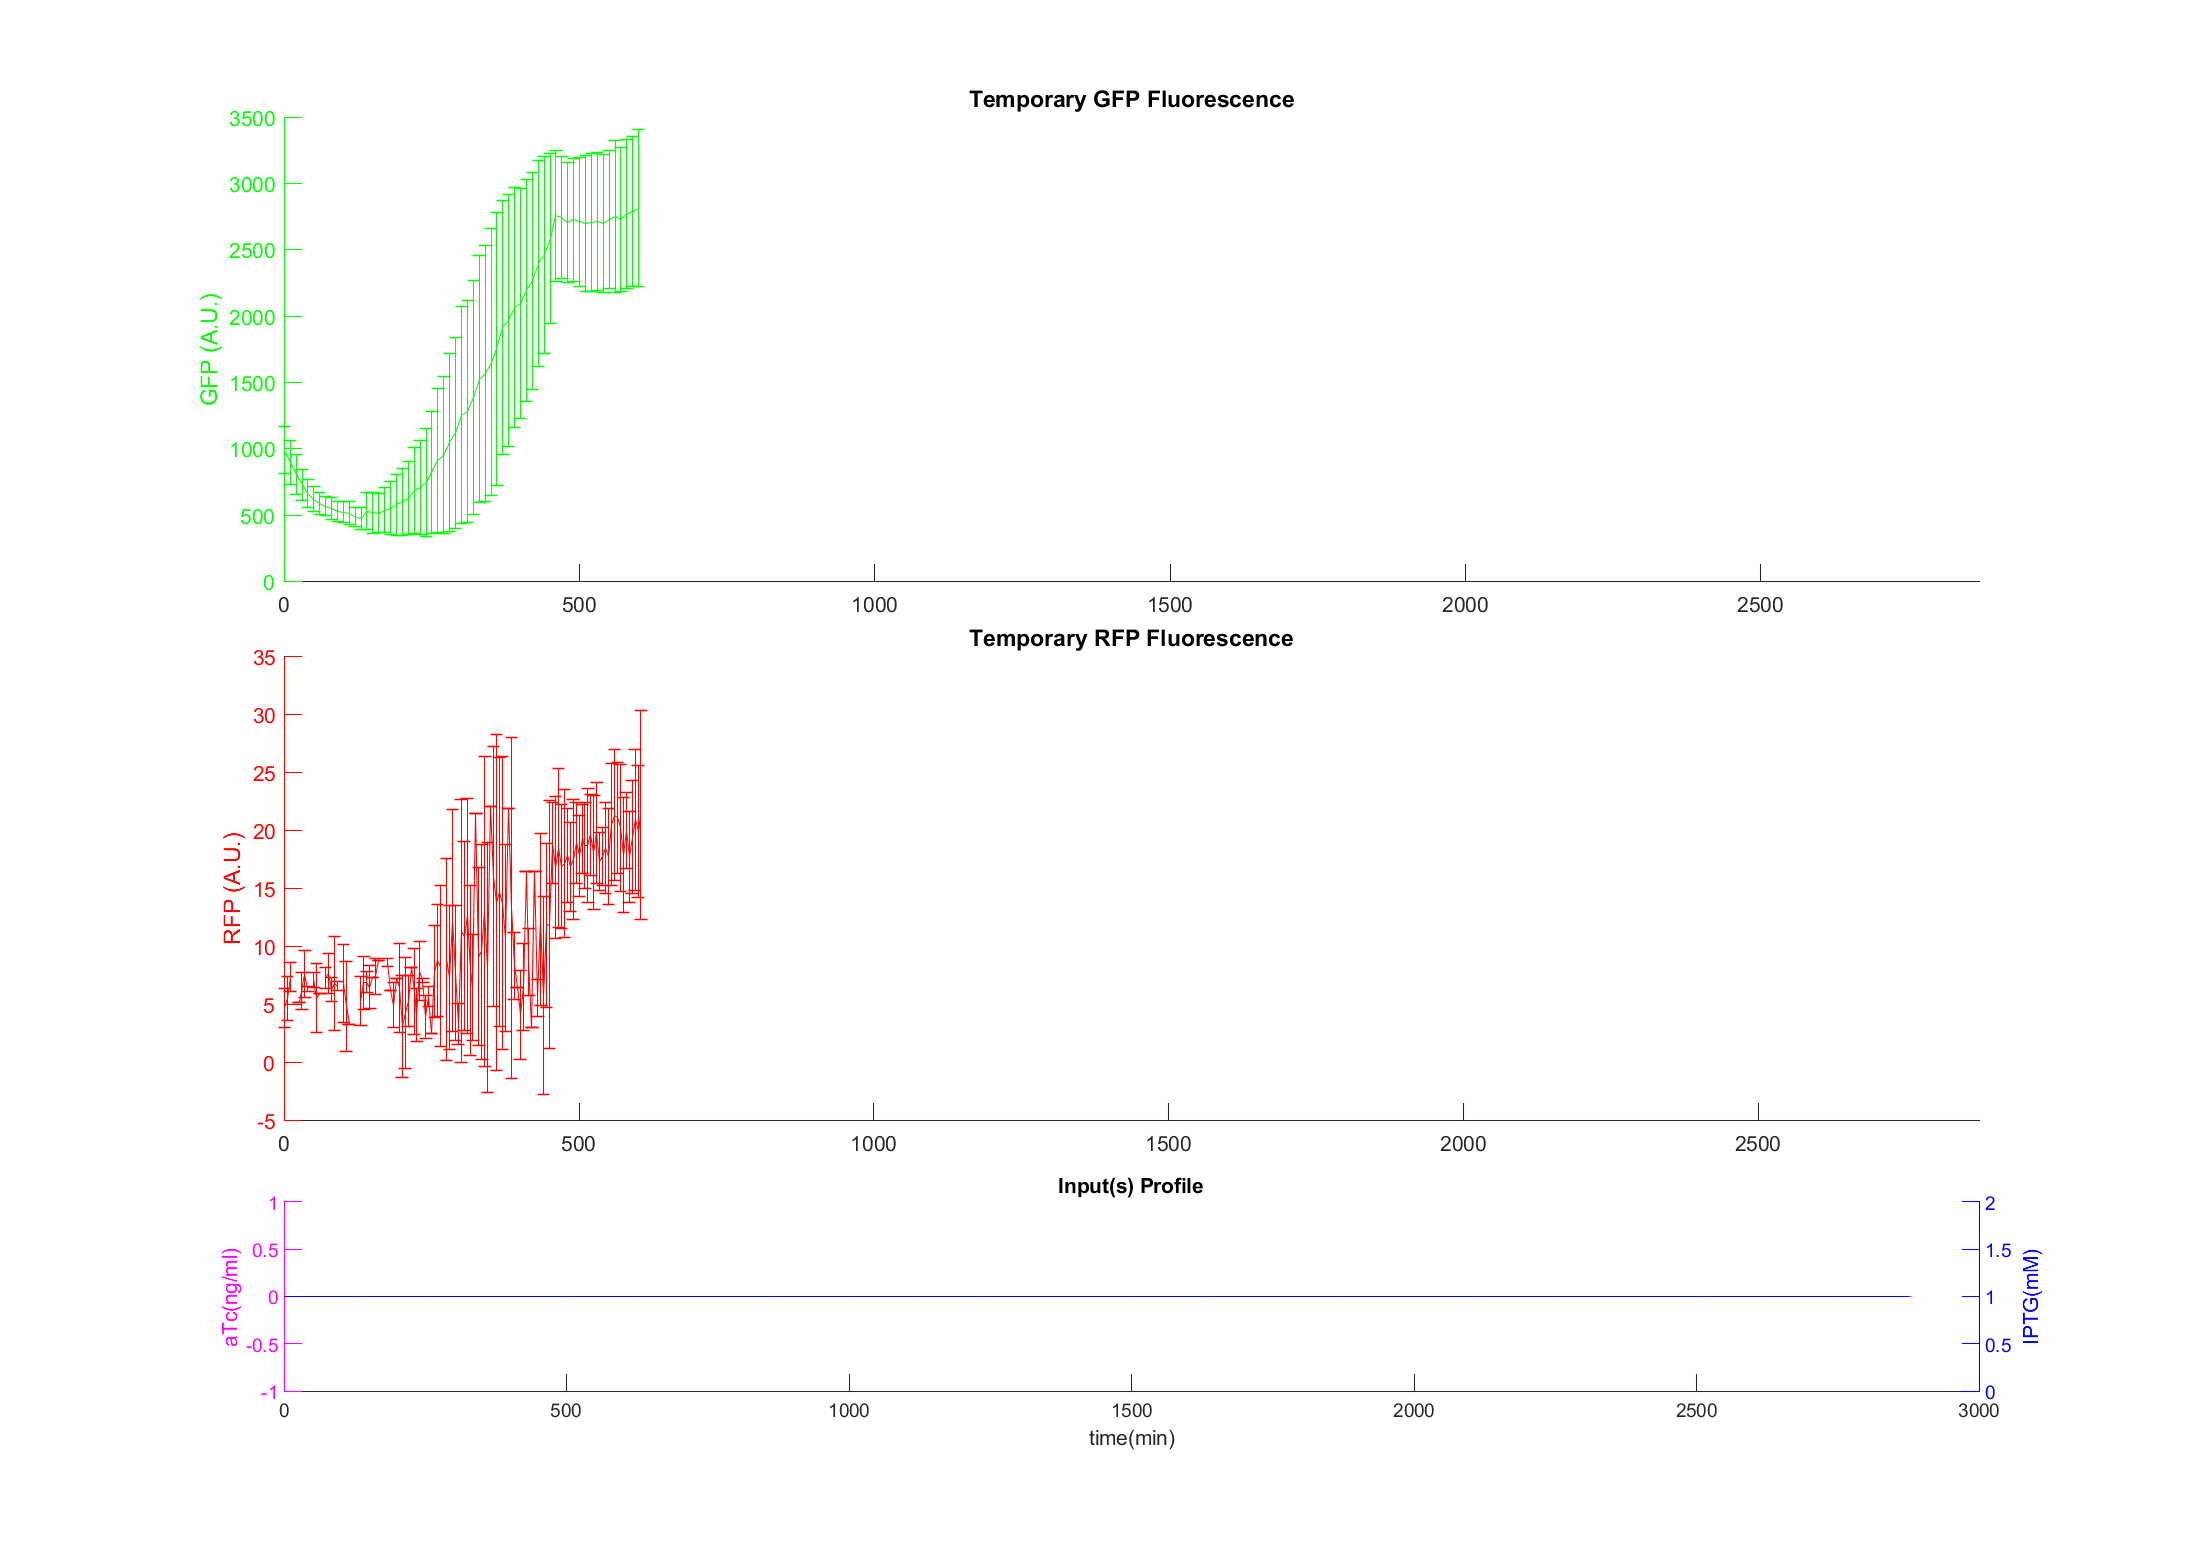 Temporary GFP Fluorescence
3500
3000
2500
2000
1500
1000
500
0
GFP (A.U.)
0 500 1000 1500 2000 2500
Temporary RFP Fluorescence
35
30
25
20
15
10
5
0
-5
RFP (A.U.)
0 500 1000 1500 2000 2500
Input(s) Profile
1
0.5
0
-0.5
-1
aTc(ng/ml)
2
1.5
1
0.5
0
IPTG(mM)
0 500 1000 1500 2000 2500 3000
time(min)